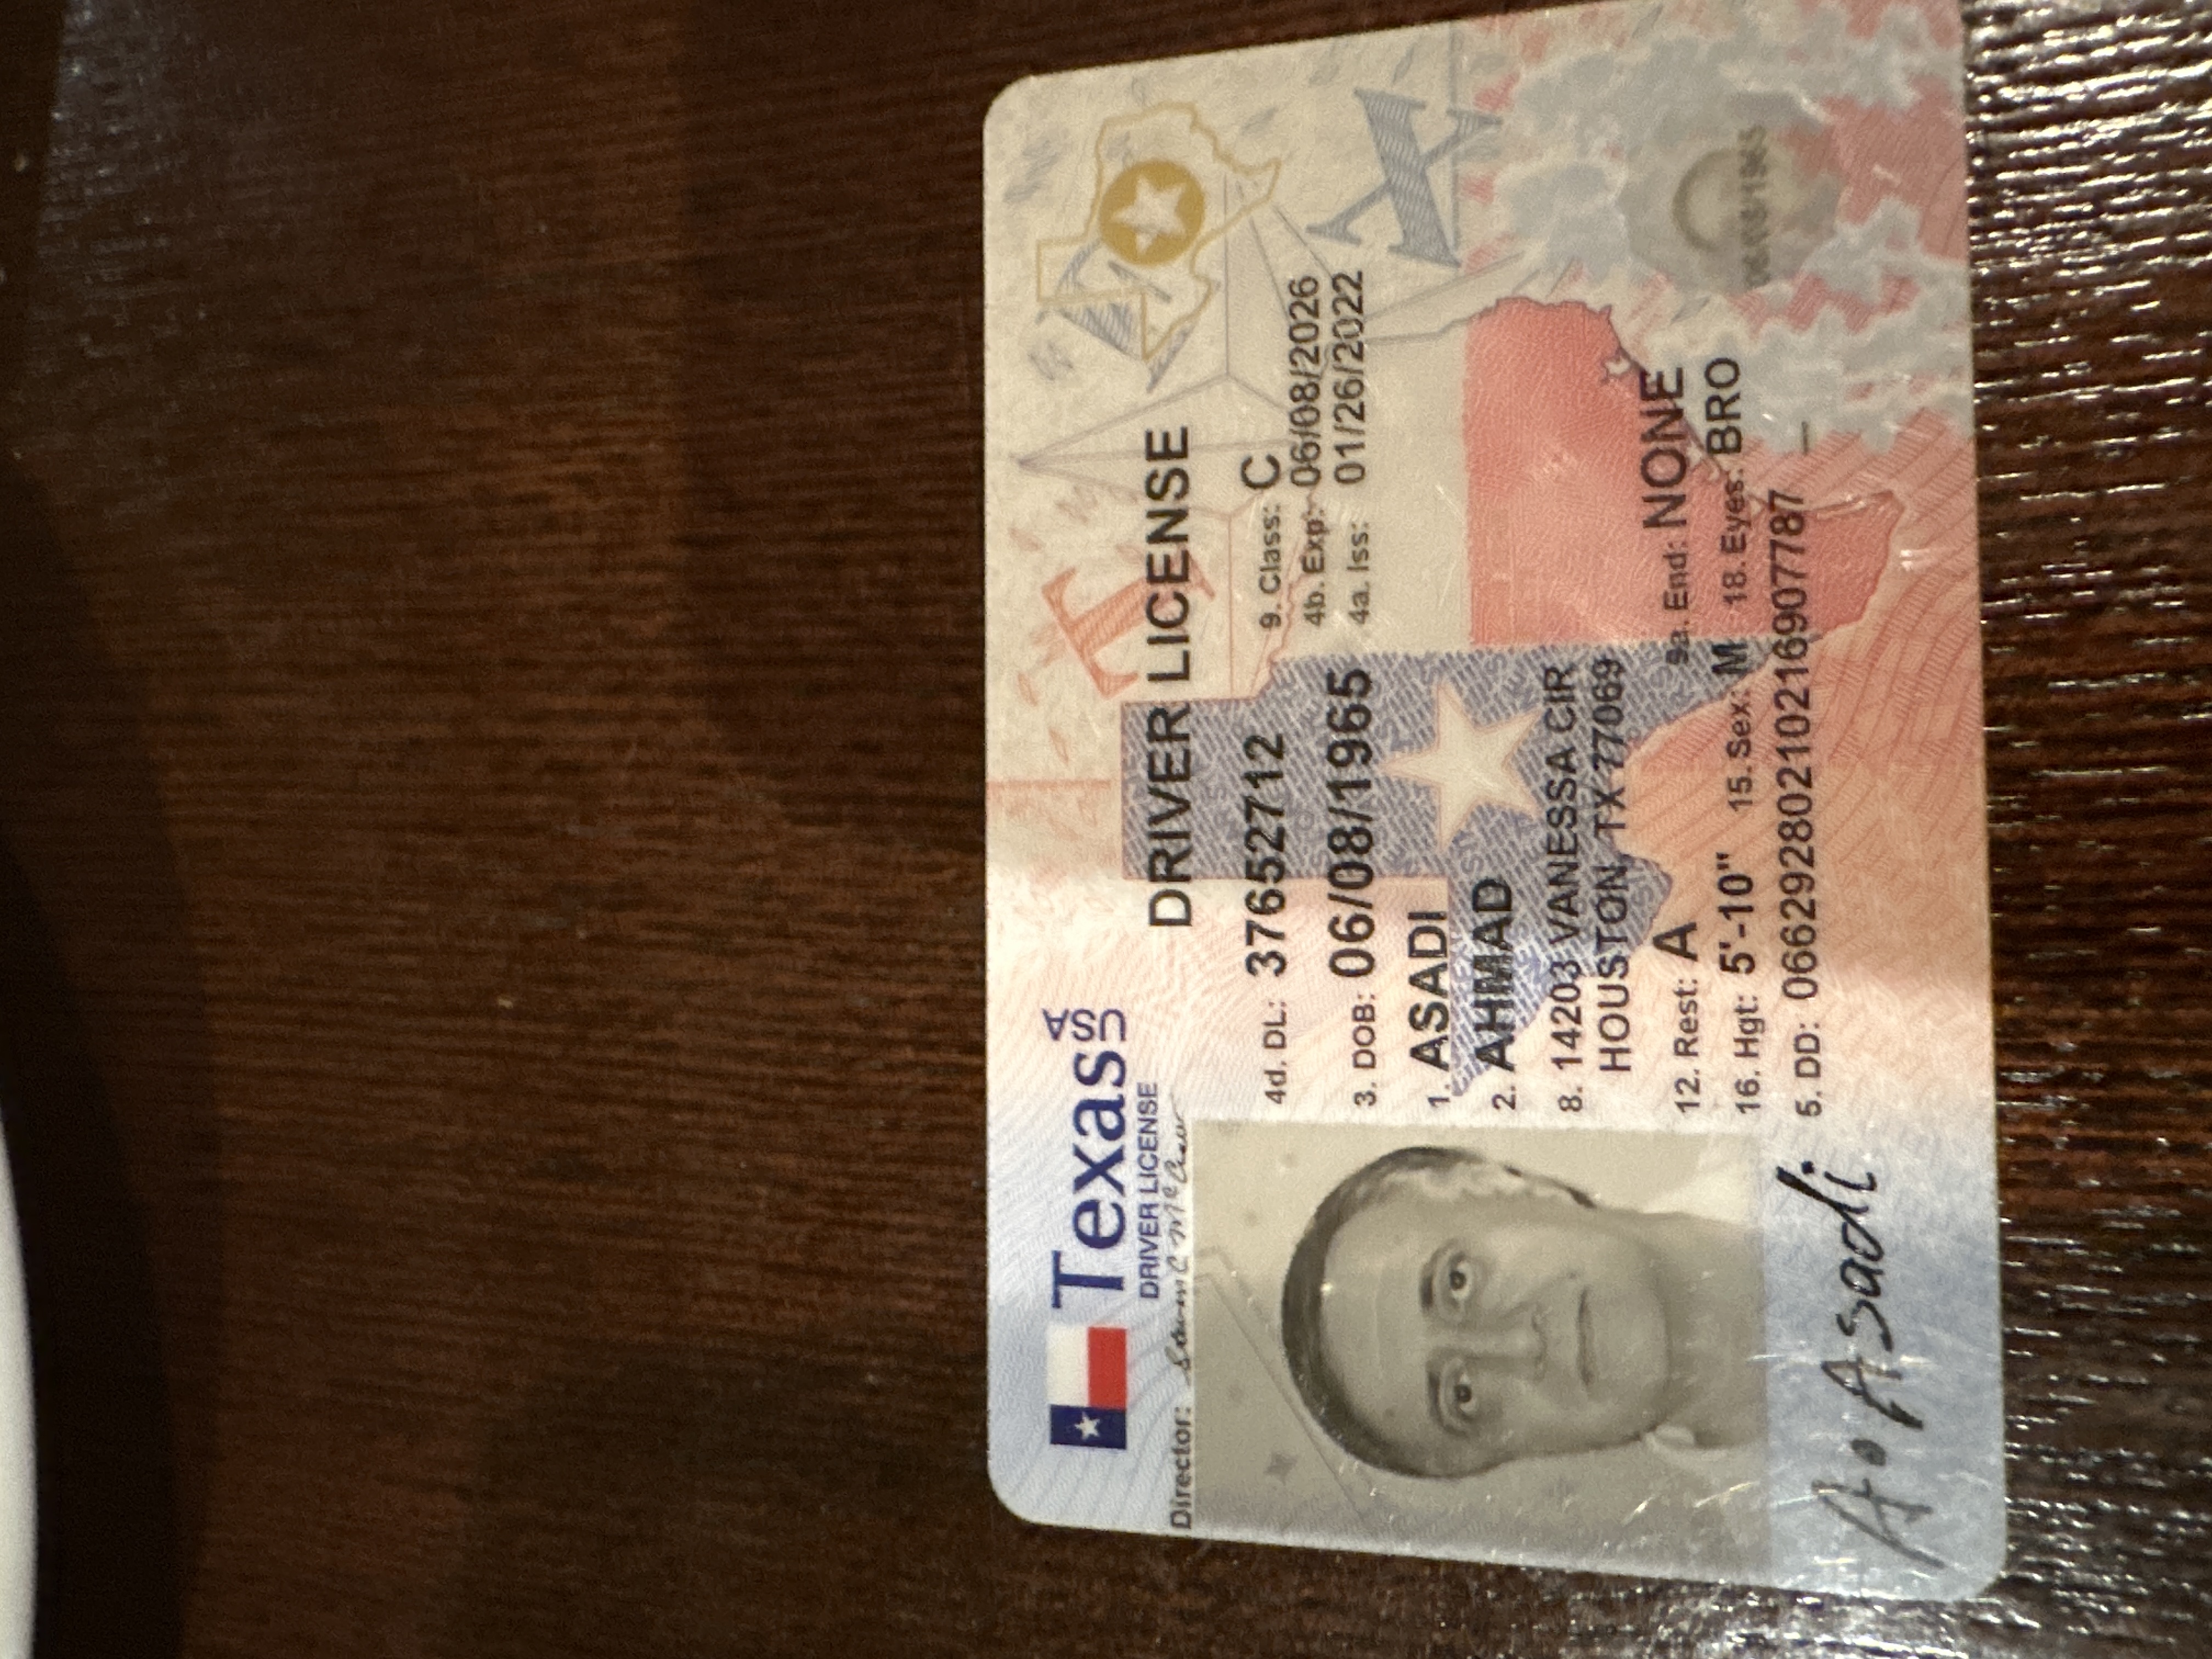 Texas USA
DRIVER LICENSE
Director: Steven C McCraw
DRIVER LICENSE
4d. DL: 37652712
9. Class: C
4b. Exp: 06/08/2026
3. DOB: 06/08/1965
4a. Iss: 01/26/2022
1. ASADI
2. AHMAD
8. 14203 VANESSA CIR
HOUSTON, TX 77069
12. Rest: A
9a. End: NONE
16. Hgt: 5'-10" 15. Sex: M 18. Eyes: BRO
06/08/1965
5. DD: 06629280210216907787
A. Asadi